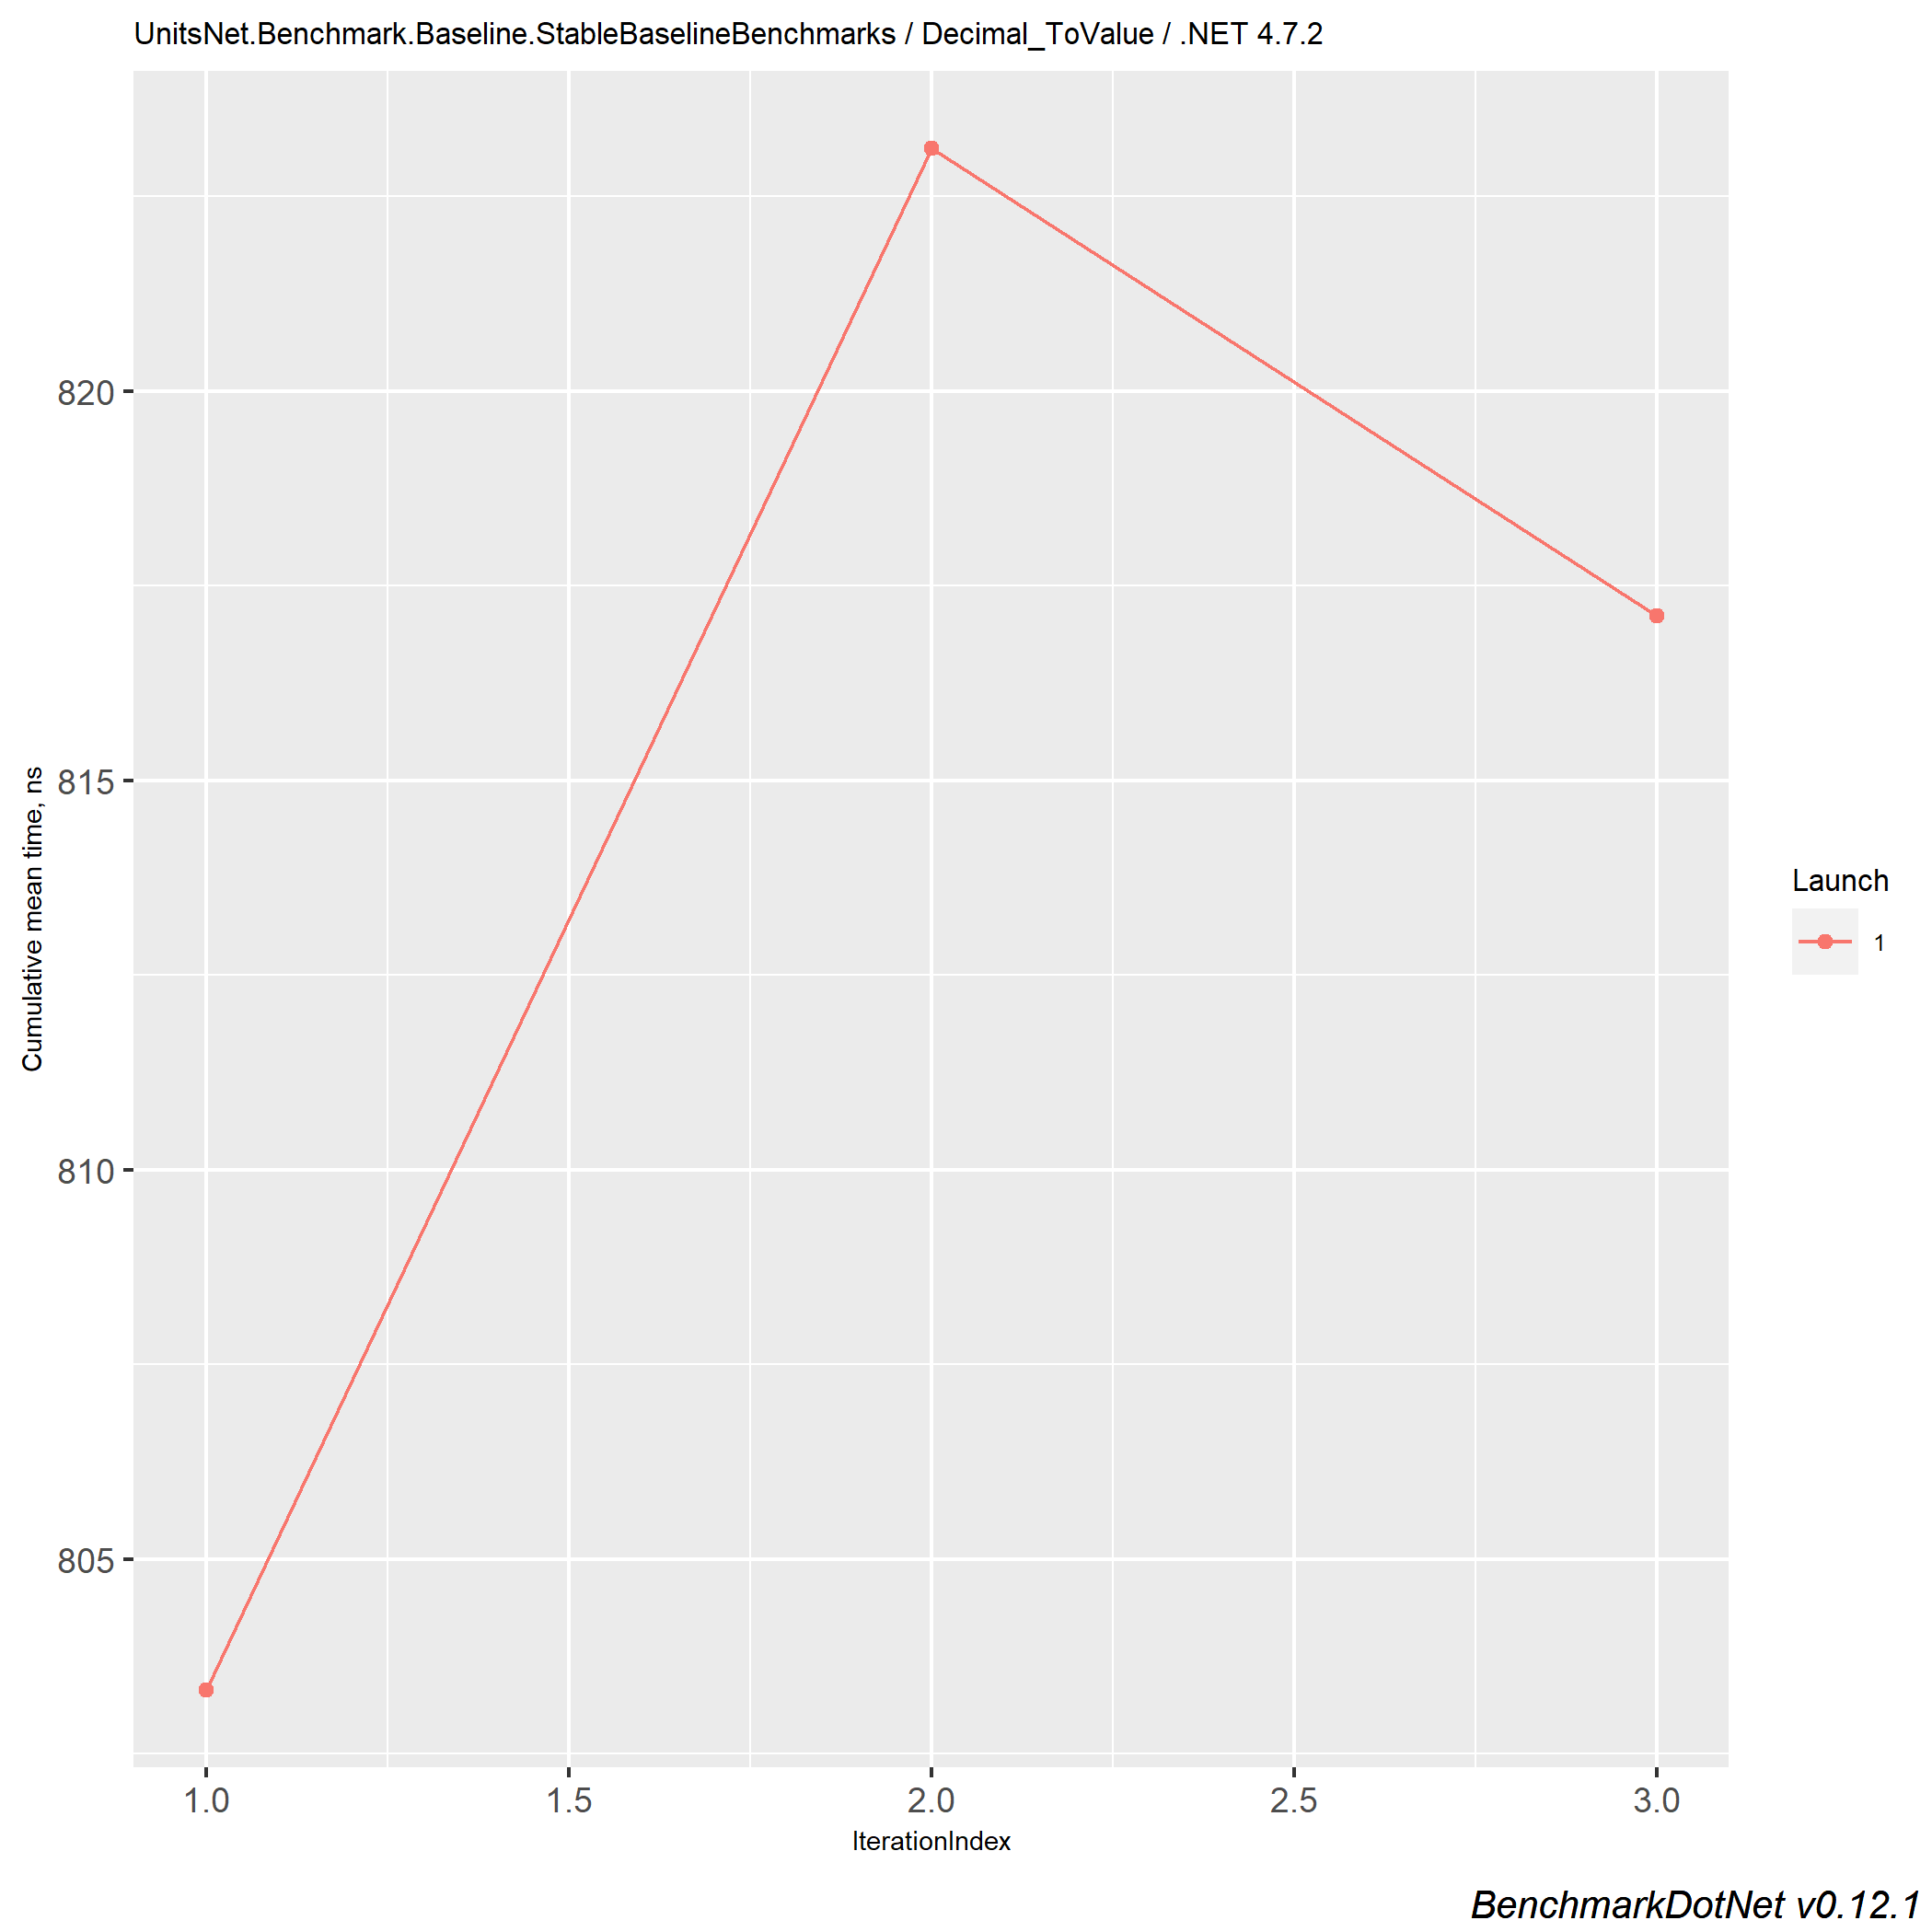 UnitsNet.Benchmark.Baseline.StableBaselineBenchmarks / Decimal_ToValue / .NET 4.7.2
820
815
810
805
Cumulative mean time, ns
1.0 1.5 2.0 2.5 3.0
IterationIndex
Launch
1
BenchmarkDotNet v0.12.1